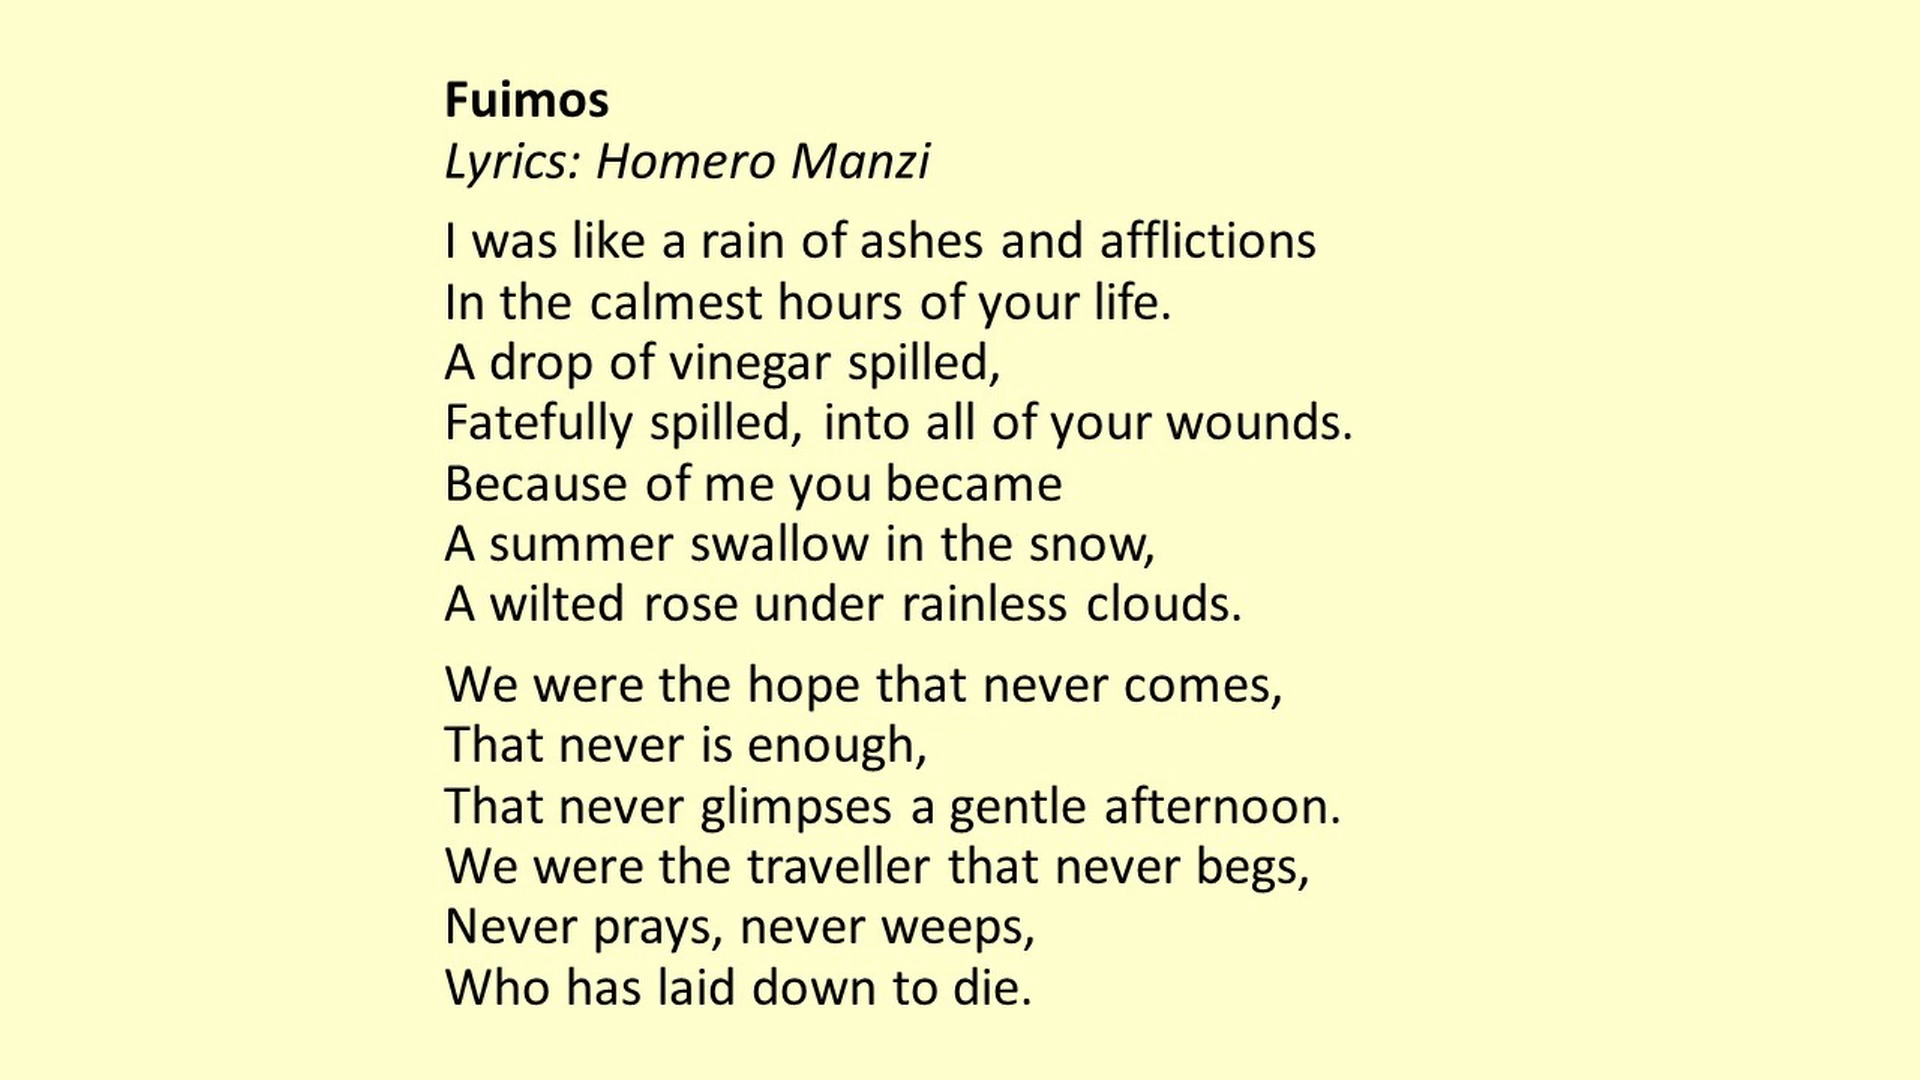 Fuimos
Lyrics: Homero Manzi
I was like a rain of ashes and afflictions
In the calmest hours of your life.
A drop of vinegar spilled,
Fatefully spilled, into all of your wounds.
Because of me you became
A summer swallow in the snow,
A wilted rose under rainless clouds.
We were the hope that never comes,
That never is enough,
That never glimpses a gentle afternoon.
We were the traveller that never begs,
Never prays, never weeps,
Who has laid down to die.